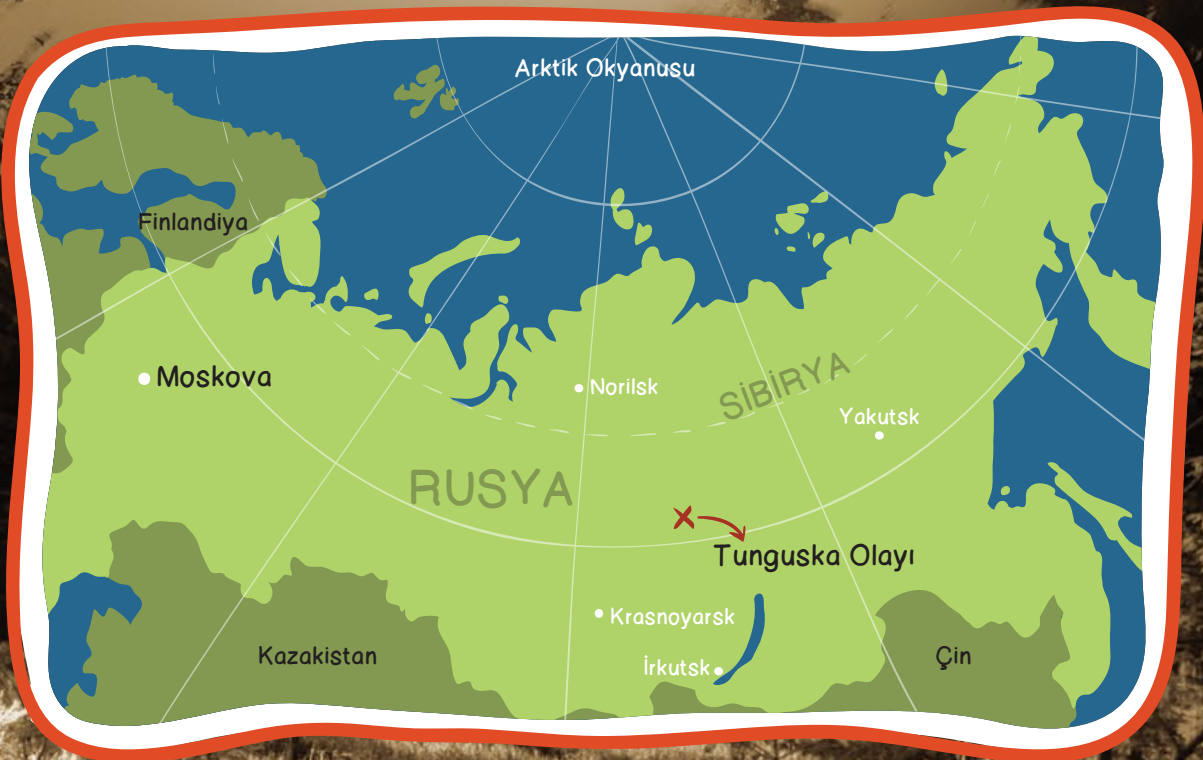 Arktik Okyanusu
Finlandiya
Moskova
Norilsk
SİBİRYA
Yakutsk
RUSYA
Tunguska Olayı
Krasnoyarsk
İrkutsk
Kazakistan
Çin